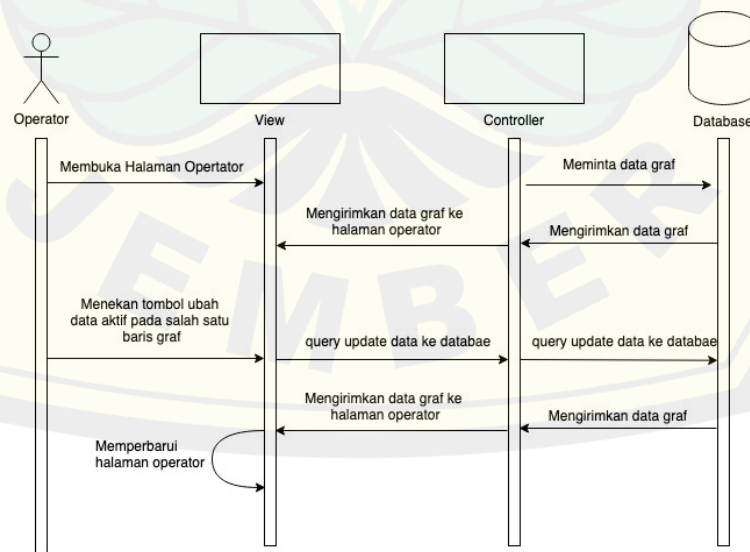 Operator
View
Controller
Database
Membuka Halaman Opertator
Meminta data graf
Mengirimkan data graf ke
halaman operator
Mengirimkan data graf
Menekan tombol ubah
data aktif pada salah satu
baris graf
query update data ke databae
query update data ke databae
Mengirimkan data graf ke
halaman operator
Mengirimkan data graf
Memperbarui
halaman operator
JEMBER